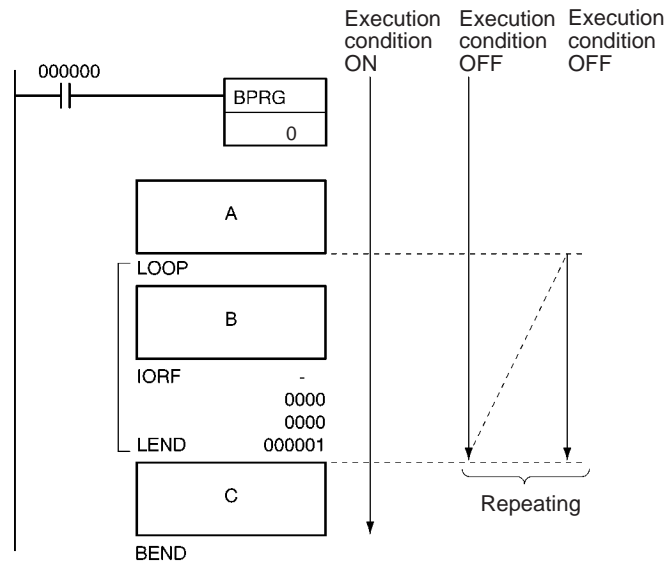 Execution condition ON
Execution condition OFF
Execution condition OFF
000000
BPRG
0
A
LOOP
B
IORF -
0000
0000
LEND 000001
C
Repeating
BEND